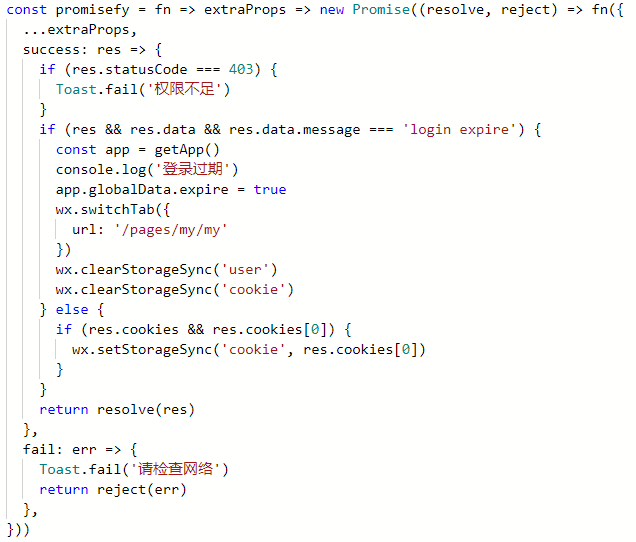 const promisefy = fn => extraProps => new Promise((resolve, reject) => fn({
  ...extraProps,
  success: res => {
    if (res.statusCode === 403) {
      Toast.fail('权限不足')
    }
    if (res && res.data && res.data.message === 'login expire') {
      const app = getApp()
      console.log('登录过期')
      app.globalData.expire = true
      wx.switchTab({
        url: '/pages/my/my'
      })
      wx.clearStorageSync('user')
      wx.clearStorageSync('cookie')
    } else {
      if (res.cookies && res.cookies[0]) {
        wx.setStorageSync('cookie', res.cookies[0])
      }
    }
    return resolve(res)
  },
  fail: err => {
    Toast.fail('请检查网络')
    return reject(err)
  },
}))